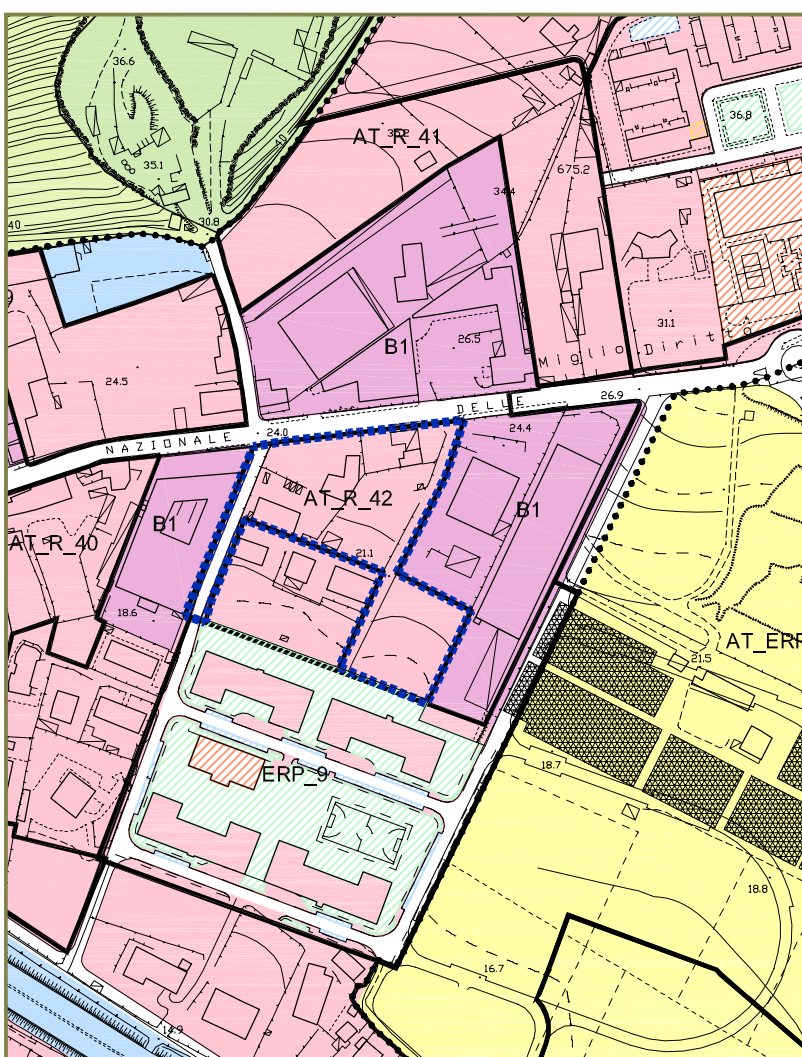 36.6
36.8
AT_R_41
35.1
675.2
34.4
40
30.8
40
31.1
B1
26.5
Miglio Diritto
24.5
26.9
DELLE
24.0
24.4
NAZIONALE
AT_R_42
B1
B1
AT_R_40
21.1
18.6
AT_ERP
21.5
18.7
ERP_9
18.8
16.7
14.9